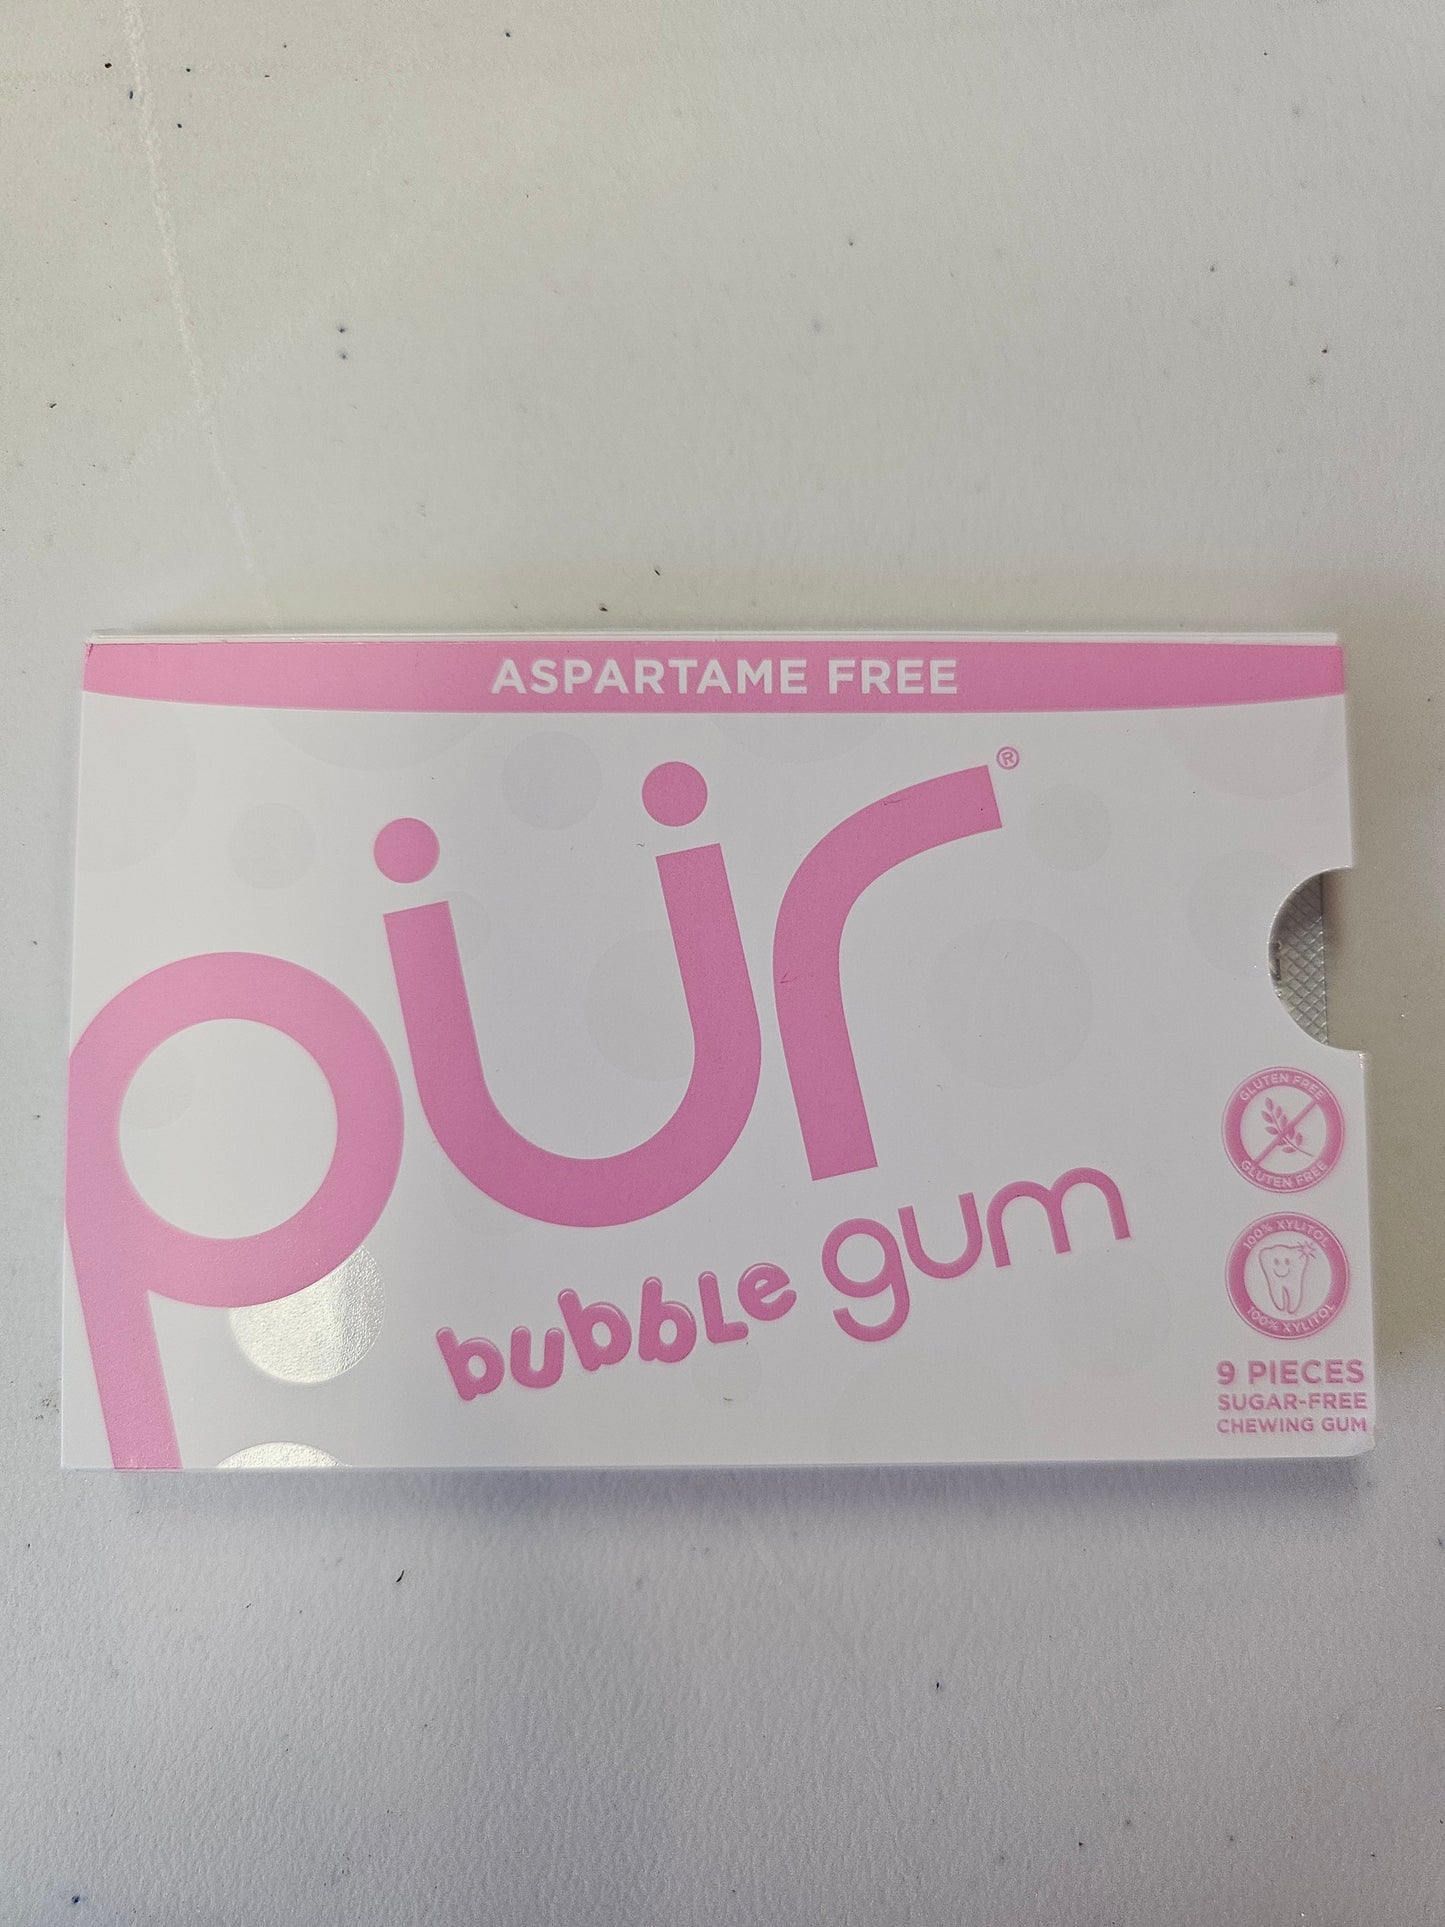 ASPARTAME FREE
pür®
bubble gum
GLUTEN FREE
GLUTEN FREE
100% XYLITOL
100% XYLITOL
9 PIECES
SUGAR-FREE
CHEWING GUM